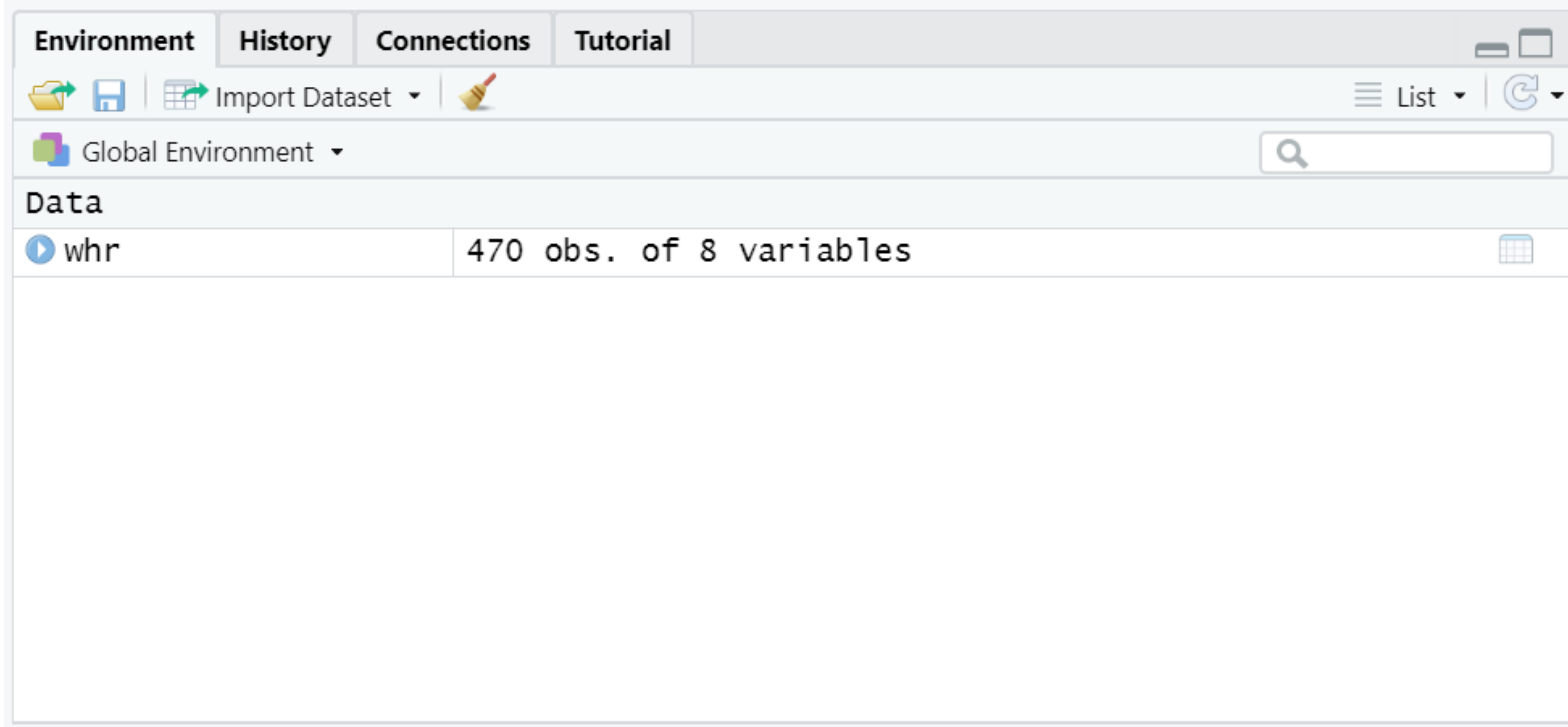 Environment History Connections Tutorial
Import Dataset List
Global Environment
Data
whr 470 obs. of 8 variables